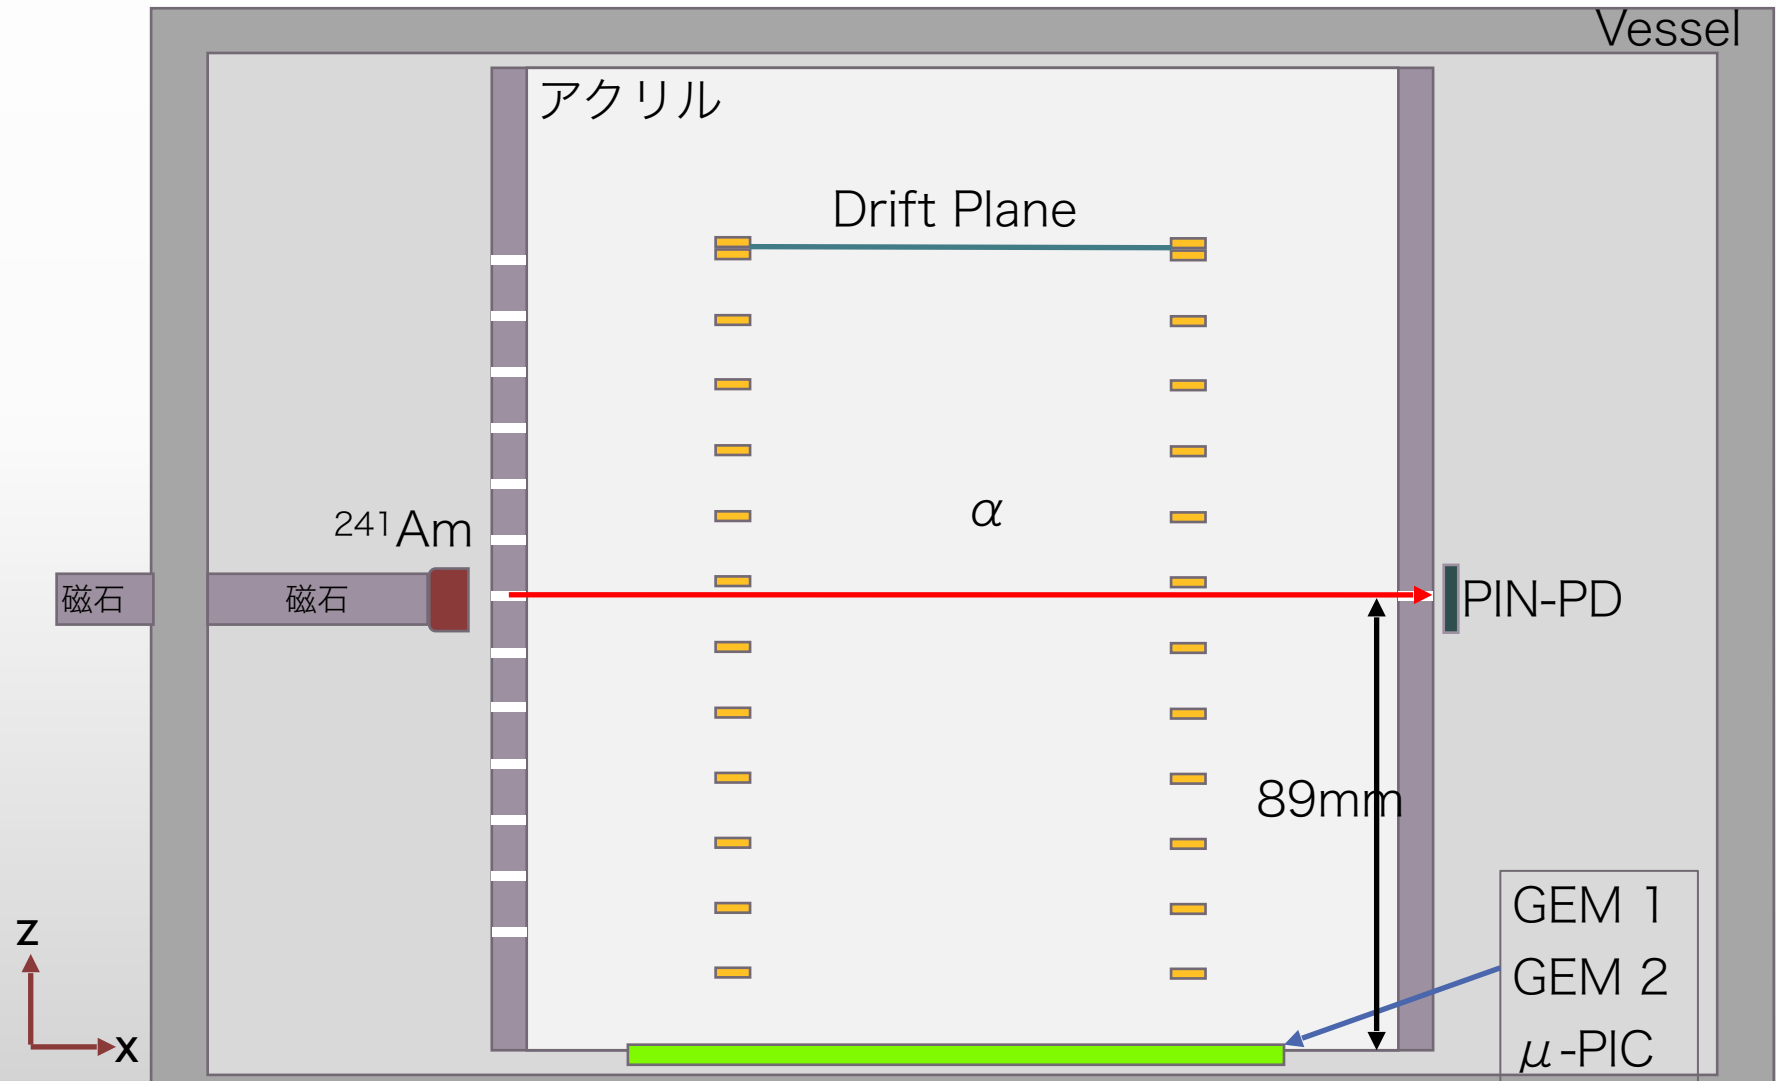 Vessel
アクリル
Drift Plane
α
²⁴¹Am
磁石
磁石
PIN-PD
89mm
GEM 1
GEM 2
μ-PIC
z
x